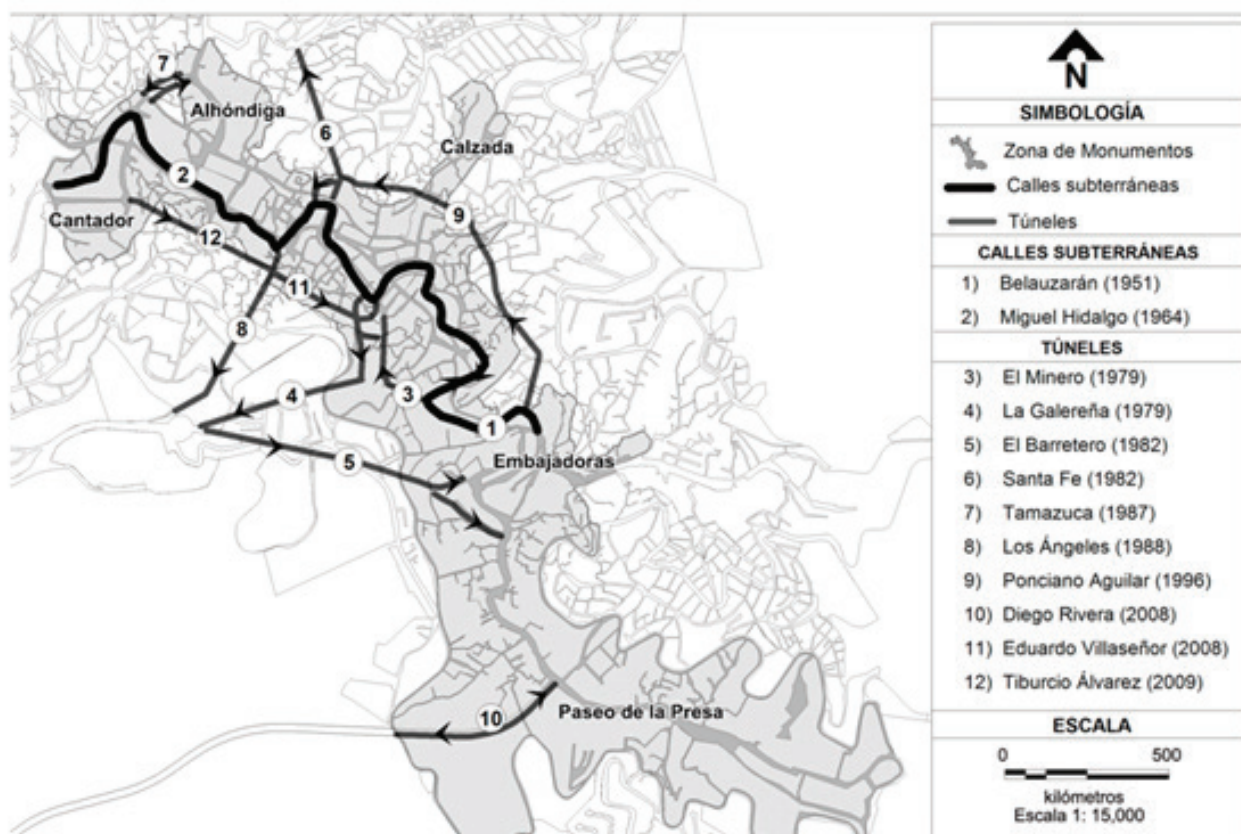 7
Alhóndiga
6
Calzada
2
9
Cantador
12
11
8
4
3
1
5
Embajadoras
10
Paseo de la Presa
N
SIMBOLOGÍA
Zona de Monumentos
Calles subterráneas
Túneles
CALLES SUBTERRÁNEAS
1) Belauzarán (1951)
2) Miguel Hidalgo (1964)
TÚNELES
3) El Minero (1979)
4) La Galereña (1979)
5) El Barretero (1982)
6) Santa Fe (1982)
7) Tamazuca (1987)
8) Los Ángeles (1988)
9) Ponciano Aguilar (1996)
10) Diego Rivera (2008)
11) Eduardo Villaseñor (2008)
12) Tiburcio Álvarez (2009)
ESCALA
0 500
kilómetros
Escala 1: 15,000